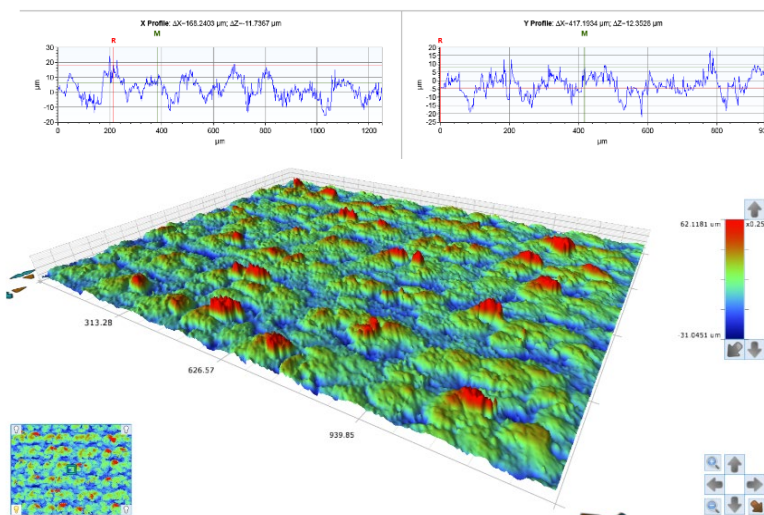 X Profile: ΔX=168.2403 µm; ΔZ=-11.7367 µm
R
M
30
20
10
0
-10
-20
µm
0
200
400
600
800
1000
1200
µm
Y Profile: ΔX=417.1934 µm; ΔZ=12.3528 µm
R
M
20
15
10
5
0
-5
-10
-15
-20
-25
µm
0
200
400
600
800
µm
62.1181 um
x0.25
-31.0451 um
313.28
626.57
939.85